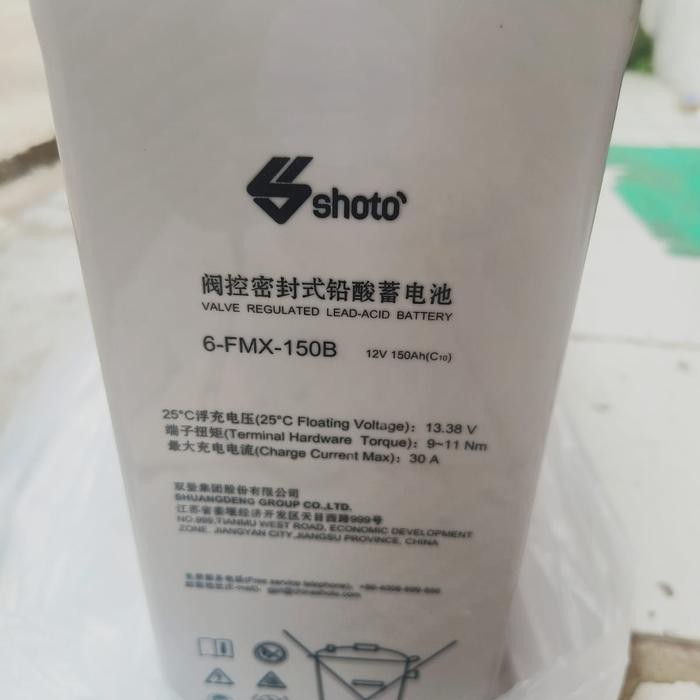 shoto
阀控密封式铅酸蓄电池
VALVE REGULATED LEAD-ACID BATTERY
6-FMX-150B 12V 150Ah(C₁₀)
25°C浮充电压(25°C Floating Voltage): 13.38 V
端子扭矩(Terminal Hardware Torque): 9~11 Nm
最大充电电流(Charge Current Max): 30 A
双登集团股份有限公司
SHUANGDENG GROUP CO.,LTD.
江苏省姜堰经济开发区天目西路999号
NO.999,TIANMU WEST ROAD, ECONOMIC DEVELOPMENT
ZONE, JIANGYAN CITY,JIANGSU PROVINCE, CHINA
(Free service telephone):
(E-mail):